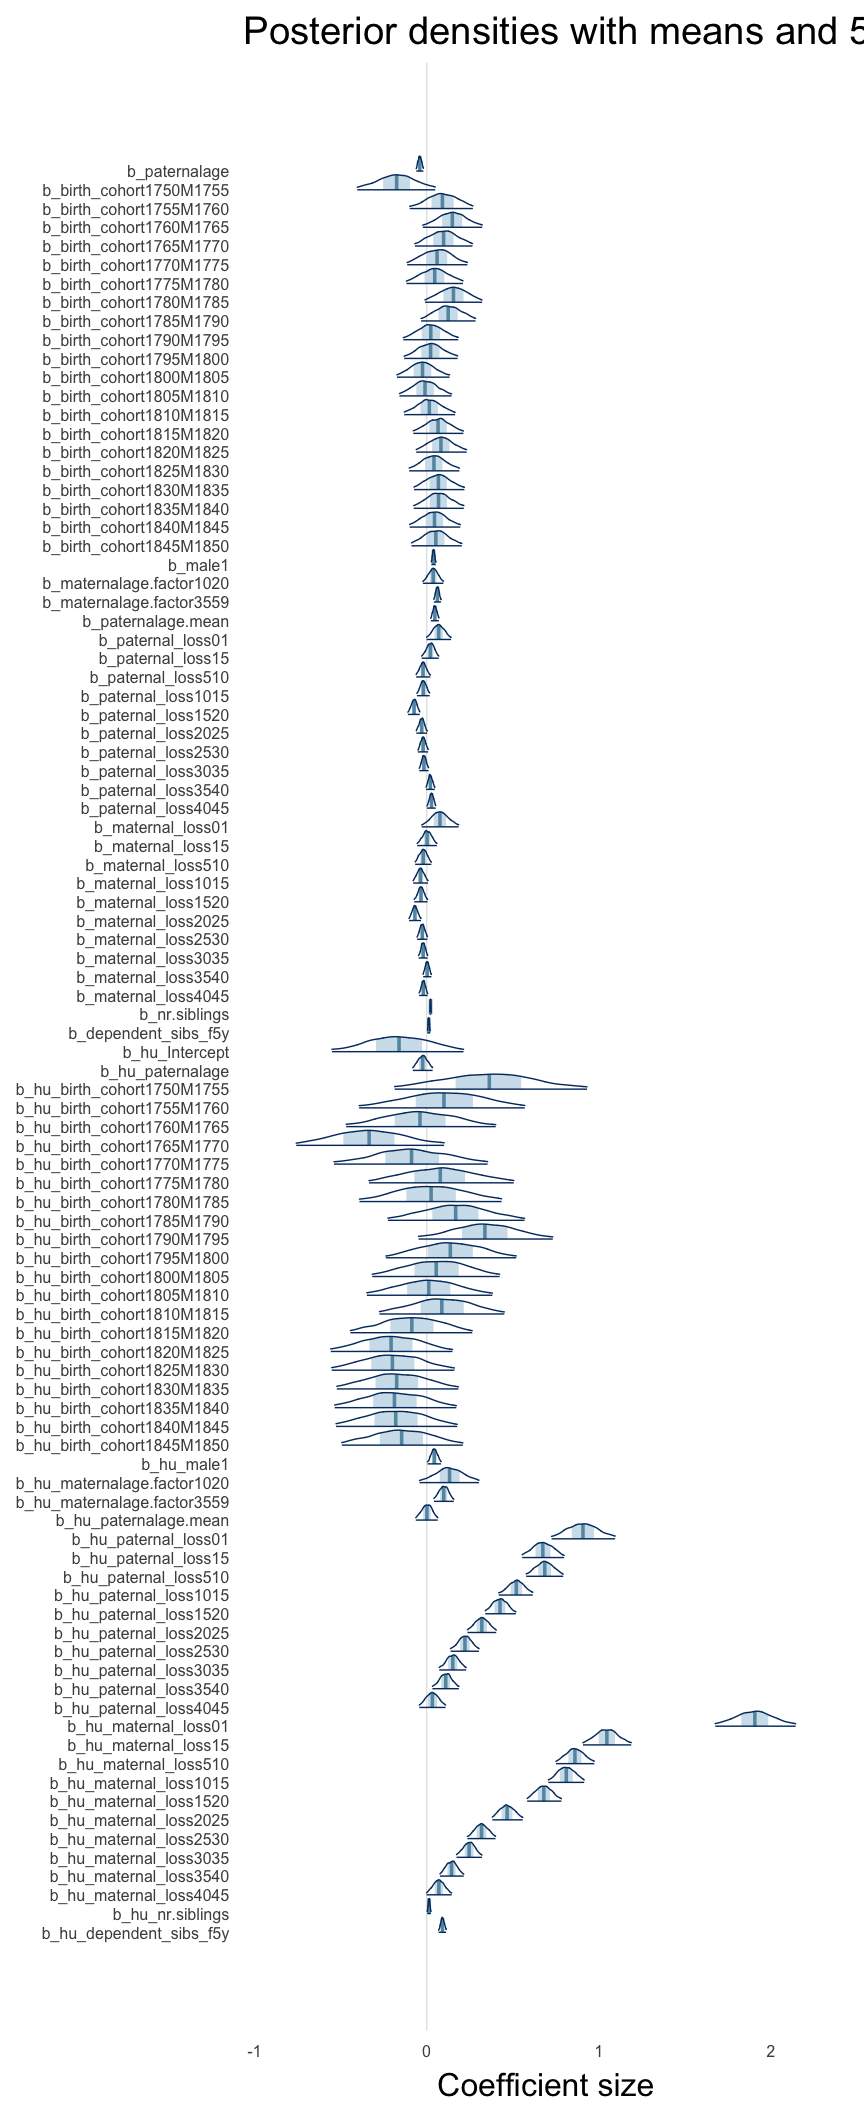 Posterior densities with means and 5
b_paternalage
b_birth_cohort1750M1755
b_birth_cohort1755M1760
b_birth_cohort1760M1765
b_birth_cohort1765M1770
b_birth_cohort1770M1775
b_birth_cohort1775M1780
b_birth_cohort1780M1785
b_birth_cohort1785M1790
b_birth_cohort1790M1795
b_birth_cohort1795M1800
b_birth_cohort1800M1805
b_birth_cohort1805M1810
b_birth_cohort1810M1815
b_birth_cohort1815M1820
b_birth_cohort1820M1825
b_birth_cohort1825M1830
b_birth_cohort1830M1835
b_birth_cohort1835M1840
b_birth_cohort1840M1845
b_birth_cohort1845M1850
b_male1
b_maternalage.factor1020
b_maternalage.factor3559
b_paternalage.mean
b_paternal_loss01
b_paternal_loss15
b_paternal_loss510
b_paternal_loss1015
b_paternal_loss1520
b_paternal_loss2025
b_paternal_loss2530
b_paternal_loss3035
b_paternal_loss3540
b_paternal_loss4045
b_maternal_loss01
b_maternal_loss15
b_maternal_loss510
b_maternal_loss1015
b_maternal_loss1520
b_maternal_loss2025
b_maternal_loss2530
b_maternal_loss3035
b_maternal_loss3540
b_maternal_loss4045
b_nr.siblings
b_dependent_sibs_f5y
b_hu_Intercept
b_hu_paternalage
b_hu_birth_cohort1750M1755
b_hu_birth_cohort1755M1760
b_hu_birth_cohort1760M1765
b_hu_birth_cohort1765M1770
b_hu_birth_cohort1770M1775
b_hu_birth_cohort1775M1780
b_hu_birth_cohort1780M1785
b_hu_birth_cohort1785M1790
b_hu_birth_cohort1790M1795
b_hu_birth_cohort1795M1800
b_hu_birth_cohort1800M1805
b_hu_birth_cohort1805M1810
b_hu_birth_cohort1810M1815
b_hu_birth_cohort1815M1820
b_hu_birth_cohort1820M1825
b_hu_birth_cohort1825M1830
b_hu_birth_cohort1830M1835
b_hu_birth_cohort1835M1840
b_hu_birth_cohort1840M1845
b_hu_birth_cohort1845M1850
b_hu_male1
b_hu_maternalage.factor1020
b_hu_maternalage.factor3559
b_hu_paternalage.mean
b_hu_paternal_loss01
b_hu_paternal_loss15
b_hu_paternal_loss510
b_hu_paternal_loss1015
b_hu_paternal_loss1520
b_hu_paternal_loss2025
b_hu_paternal_loss2530
b_hu_paternal_loss3035
b_hu_paternal_loss3540
b_hu_paternal_loss4045
b_hu_maternal_loss01
b_hu_maternal_loss15
b_hu_maternal_loss510
b_hu_maternal_loss1015
b_hu_maternal_loss1520
b_hu_maternal_loss2025
b_hu_maternal_loss2530
b_hu_maternal_loss3035
b_hu_maternal_loss3540
b_hu_maternal_loss4045
b_hu_nr.siblings
b_hu_dependent_sibs_f5y
-1 0 1 2
Coefficient size